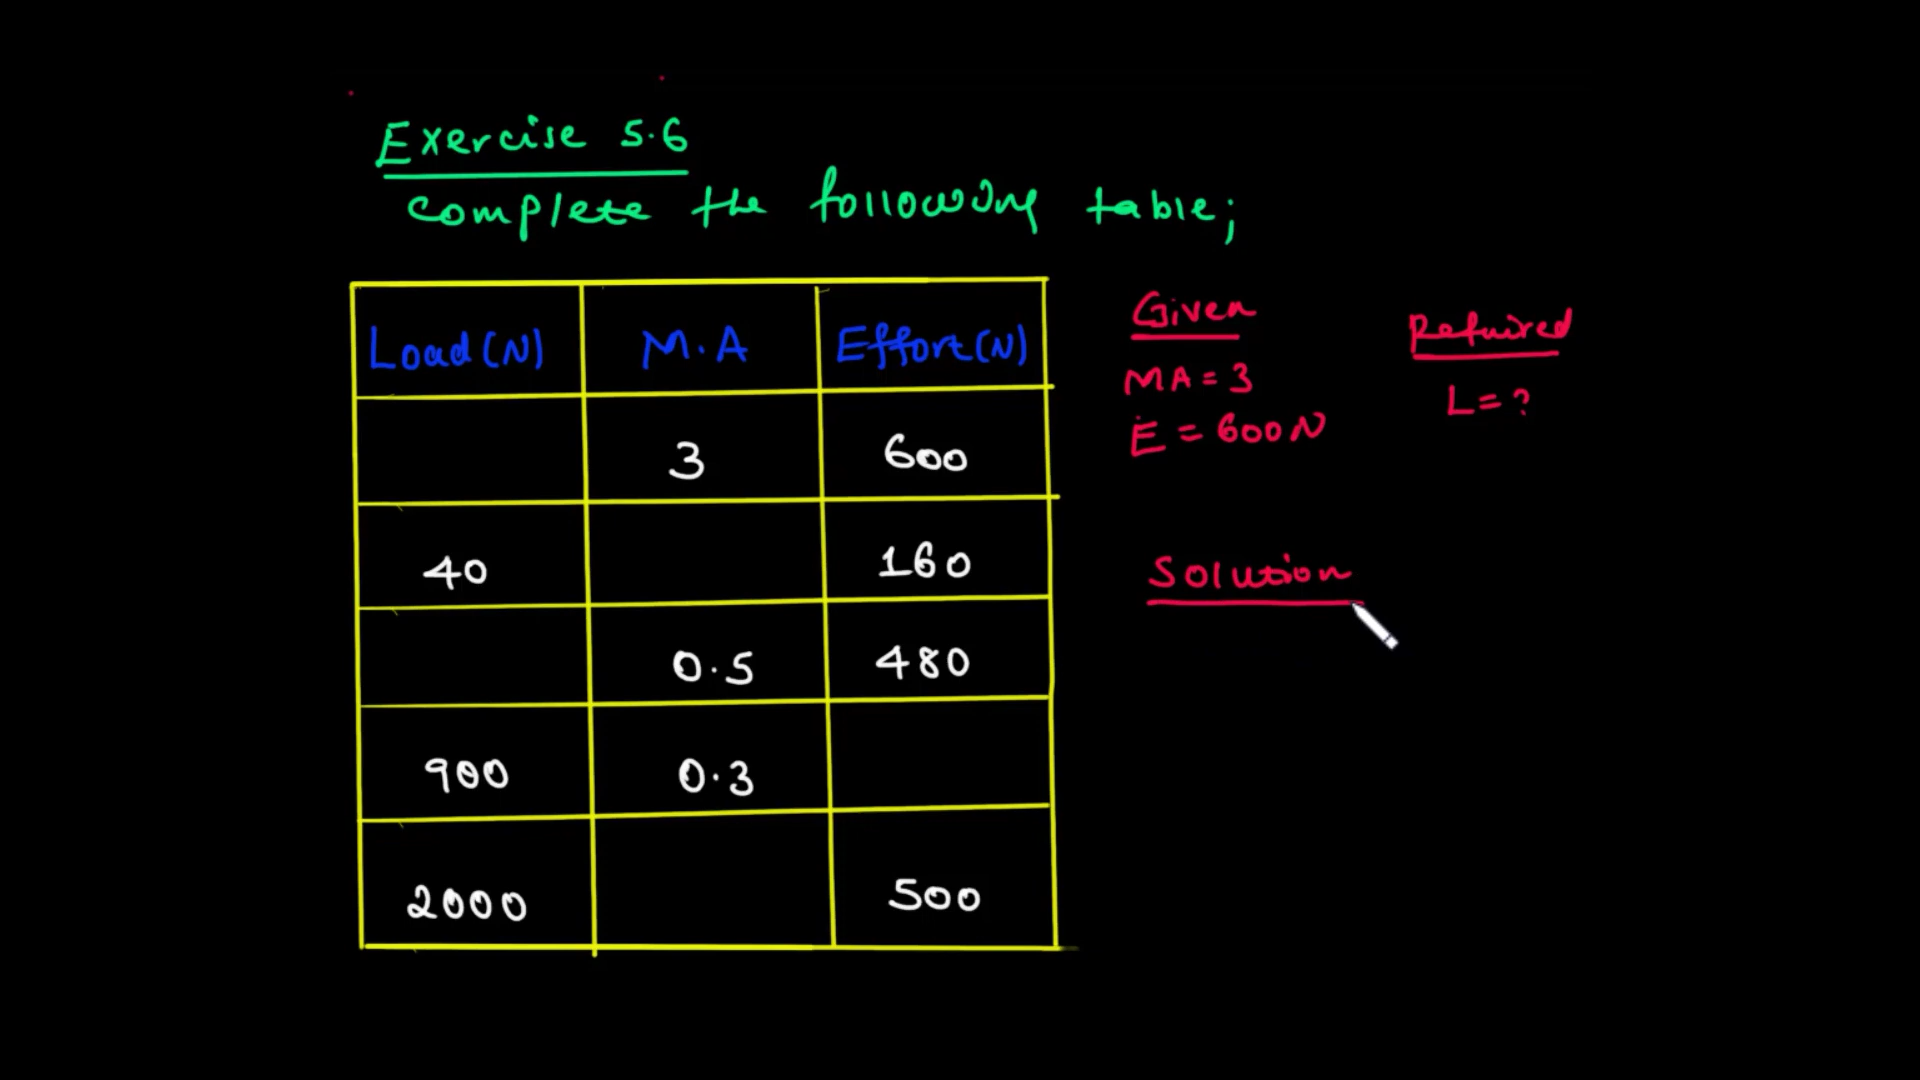 Exercise 5.6
complete the following table;
Load(N) M.A Effort(N)
3 600
40 160
0.5 480
900 0.3
2000 500
Given
MA = 3
E = 600N
Required
L = ?
Solution